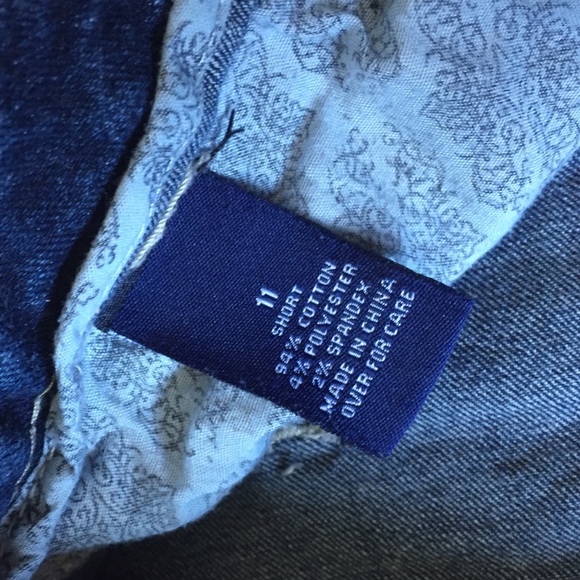 11
SHORT
94% COTTON
4% POLYESTER
2% SPANDEX
MADE IN CHINA
OVER FOR CARE